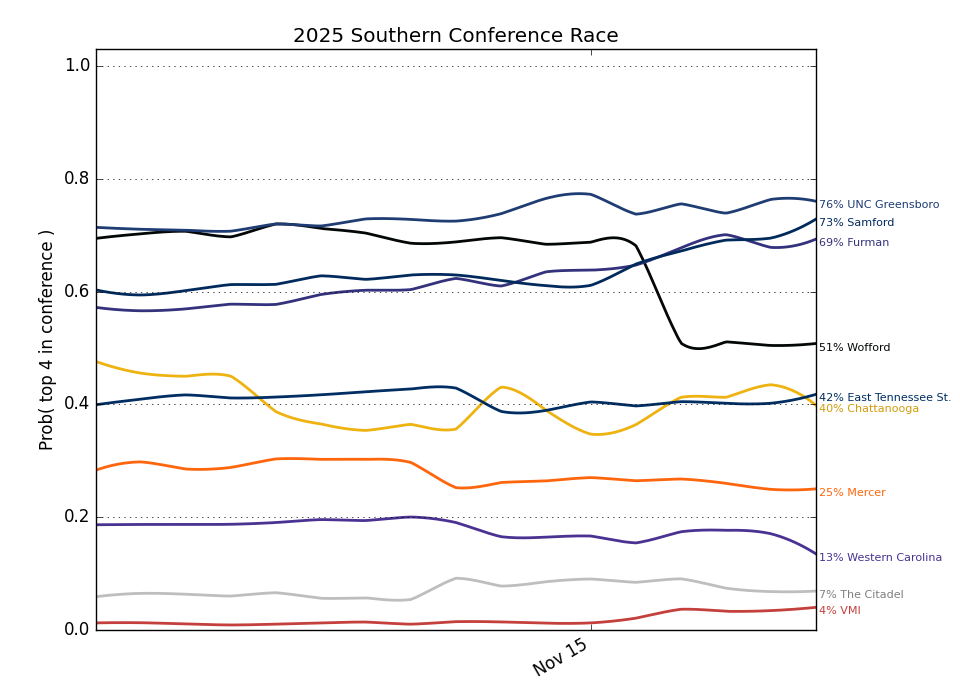 2025 Southern Conference Race
Prob( top 4 in conference )
1.0
0.8
0.6
0.4
0.2
0.0
76% UNC Greensboro
73% Samford
69% Furman
51% Wofford
42% East Tennessee St.
40% Chattanooga
25% Mercer
13% Western Carolina
7% The Citadel
4% VMI
Nov 15